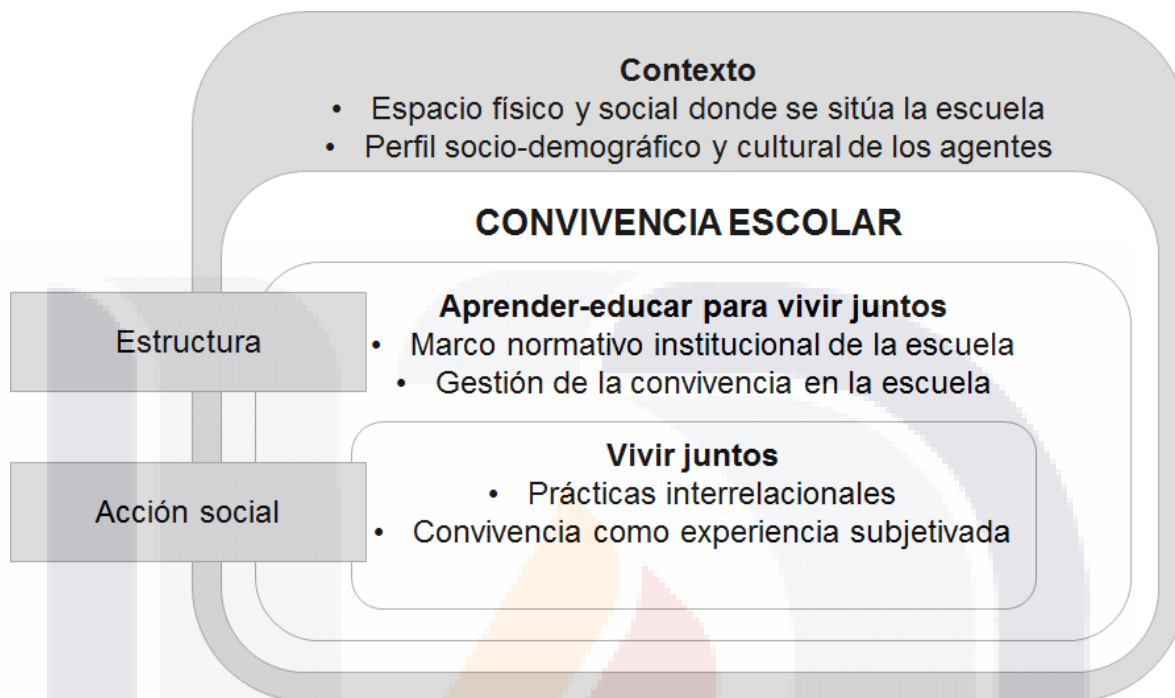 Contexto
• Espacio físico y social donde se sitúa la escuela
• Perfil socio-demográfico y cultural de los agentes
CONVIVENCIA ESCOLAR
Estructura
Aprender-educar para vivir juntos
• Marco normativo institucional de la escuela
• Gestión de la convivencia en la escuela
Acción social
Vivir juntos
• Prácticas interrelacionales
• Convivencia como experiencia subjetivada